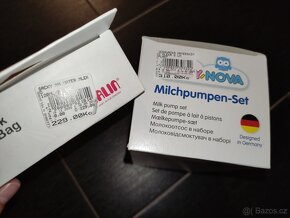 229.00Kč
ALIN
k
Bag
NOVA
Milchpumpen-Set
Milk pump set
Set de pompe à lait à pistons
Mælkepumpe-sæt
Молокоотсос в наборе
Молоковідсмоктувач в наборі
Designed
in Germany
Bazoš.cz